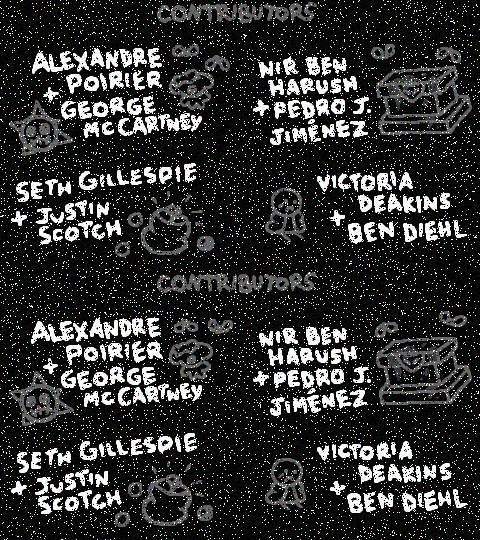 CONTRIBUTORS
ALEXANDRE
POIRIER
+ GEORGE
MCCARTNEY
NIR BEN
HARUSH
+ PEDRO J.
JIMÉNEZ
SETH GILLESPIE
+ JUSTIN
SCOTCH
VICTORIA
DEAKINS
+ BEN DIEHL
CONTRIBUTORS
ALEXANDRE
POIRIER
+ GEORGE
MCCARTNEY
NIR BEN
HARUSH
+ PEDRO J.
JIMÉNEZ
SETH GILLESPIE
+ JUSTIN
SCOTCH
VICTORIA
DEAKINS
+ BEN DIEHL